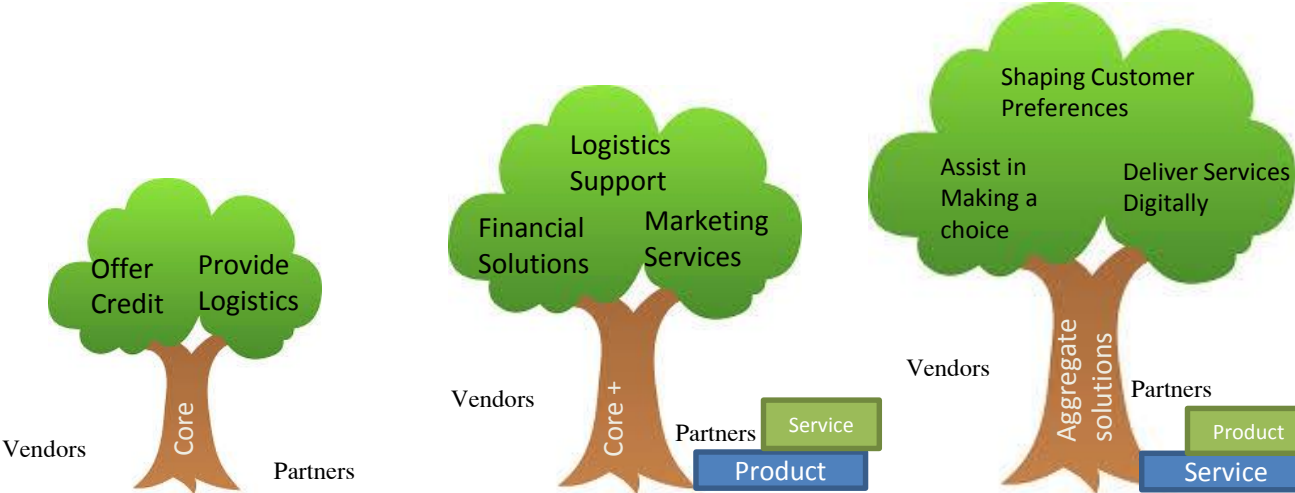 Offer
Credit
Provide
Logistics
Core
Vendors
Partners
Logistics
Support
Financial
Solutions
Marketing
Services
Core +
Vendors
Partners
Service
Product
Shaping Customer
Preferences
Assist in
Making a
choice
Deliver Services
Digitally
Aggregate
solutions
Vendors
Partners
Product
Service